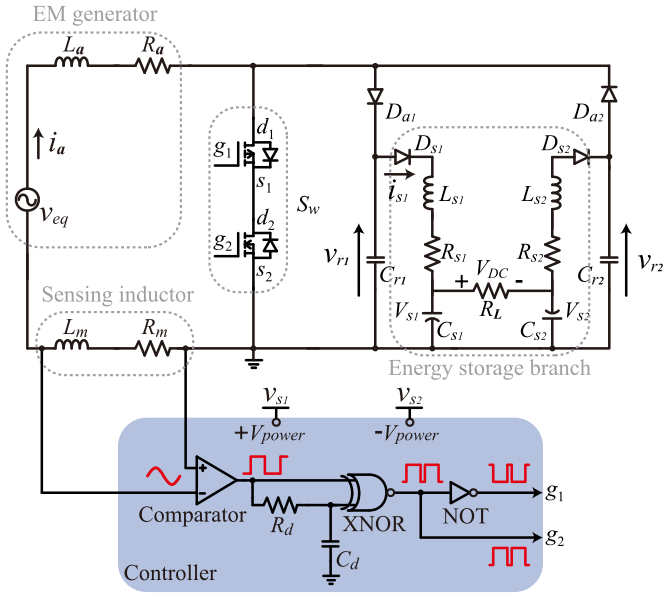 EM generator
La
Ra
ia
veq
g1
d1
s1
g2
d2
s2
Sw
Da1
Da2
Ds1
Ds2
is1
Ls1
Ls2
Rs1
Rs2
vr1
Cr1
Cr2
vr2
+ VDC -
RL
Vs1
Cs1
Vs2
Cs2
Energy storage branch
Sensing inductor
Lm
Rm
vs1
+Vpower
vs2
-Vpower
+
-
Comparator
Rd
Cd
XNOR
NOT
g1
g2
Controller